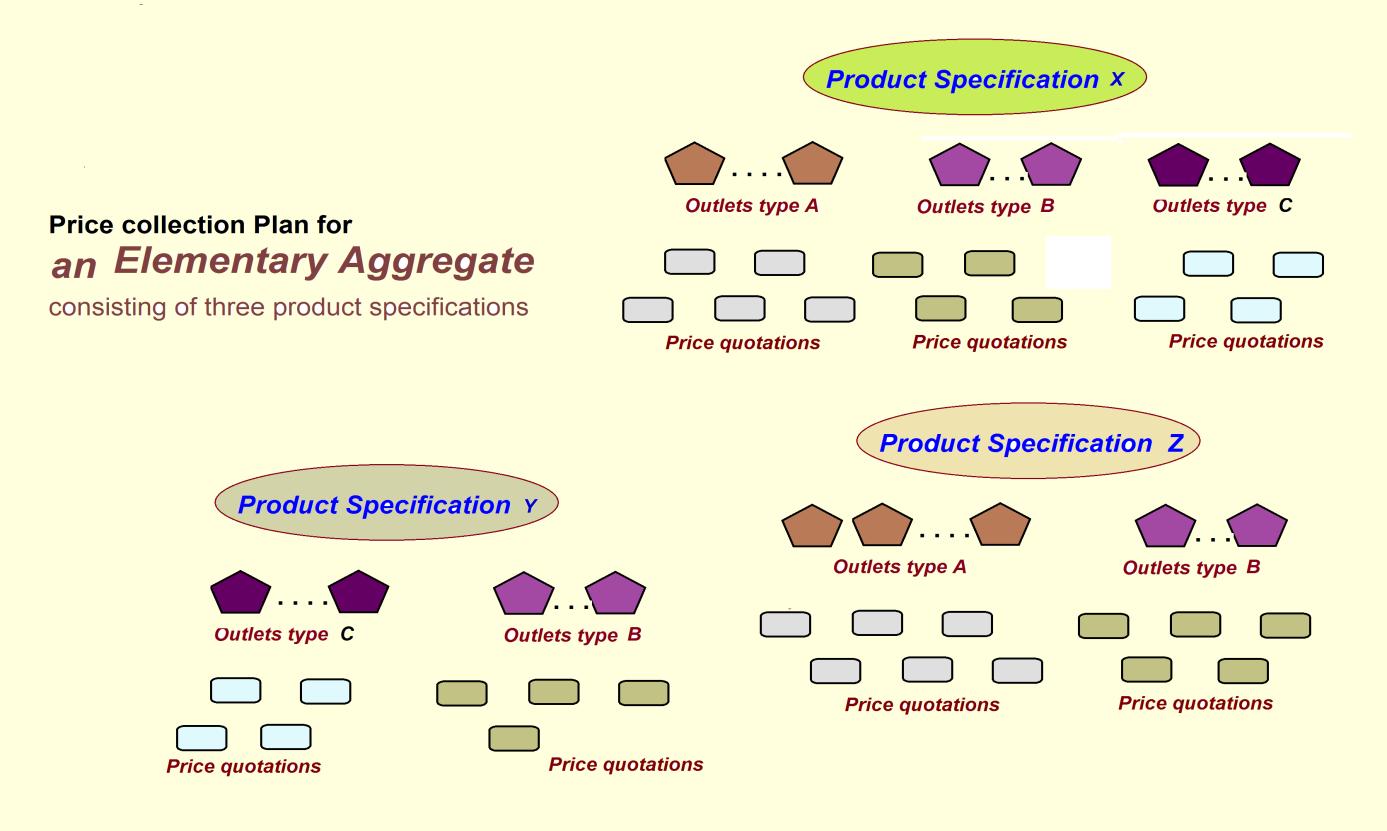 Price collection Plan for
an Elementary Aggregate
consisting of three product specifications
Product Specification X
. . . . . . . . . .
Outlets type A Outlets type B Outlets type C
Price quotations Price quotations Price quotations
Product Specification Y
. . . . . . .
Outlets type C Outlets type B
Price quotations Price quotations
Product Specification Z
. . . . . . .
Outlets type A Outlets type B
Price quotations Price quotations